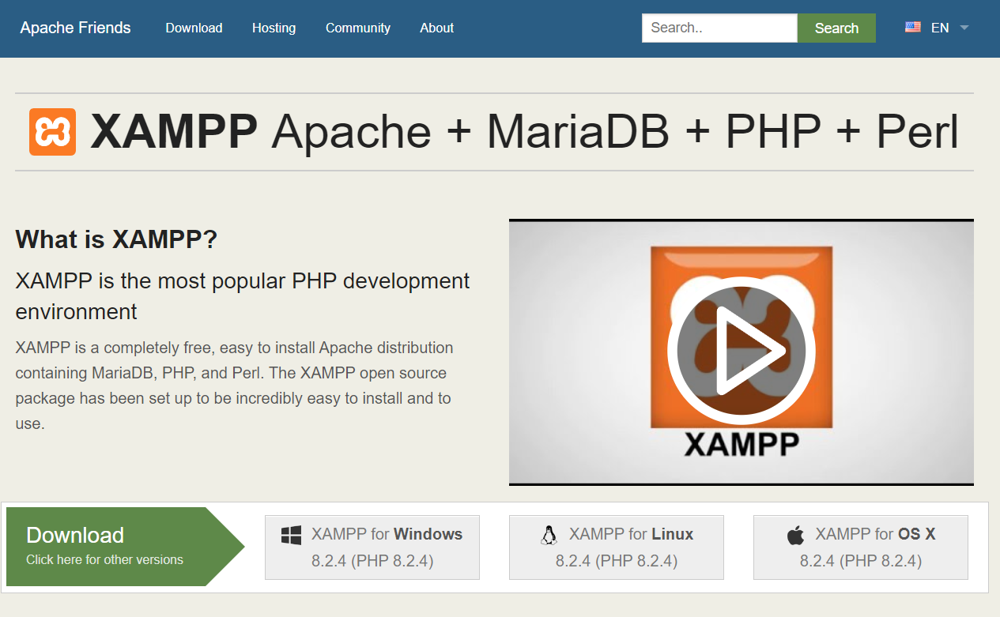 Apache Friends Download Hosting Community About Search.. Search EN
XAMPP Apache + MariaDB + PHP + Perl
What is XAMPP?
XAMPP is the most popular PHP development
environment
XAMPP is a completely free, easy to install Apache distribution
containing MariaDB, PHP, and Perl. The XAMPP open source
package has been set up to be incredibly easy to install and to
use.
XAMPP
Download
Click here for other versions
XAMPP for Windows
8.2.4 (PHP 8.2.4)
XAMPP for Linux
8.2.4 (PHP 8.2.4)
XAMPP for OS X
8.2.4 (PHP 8.2.4)